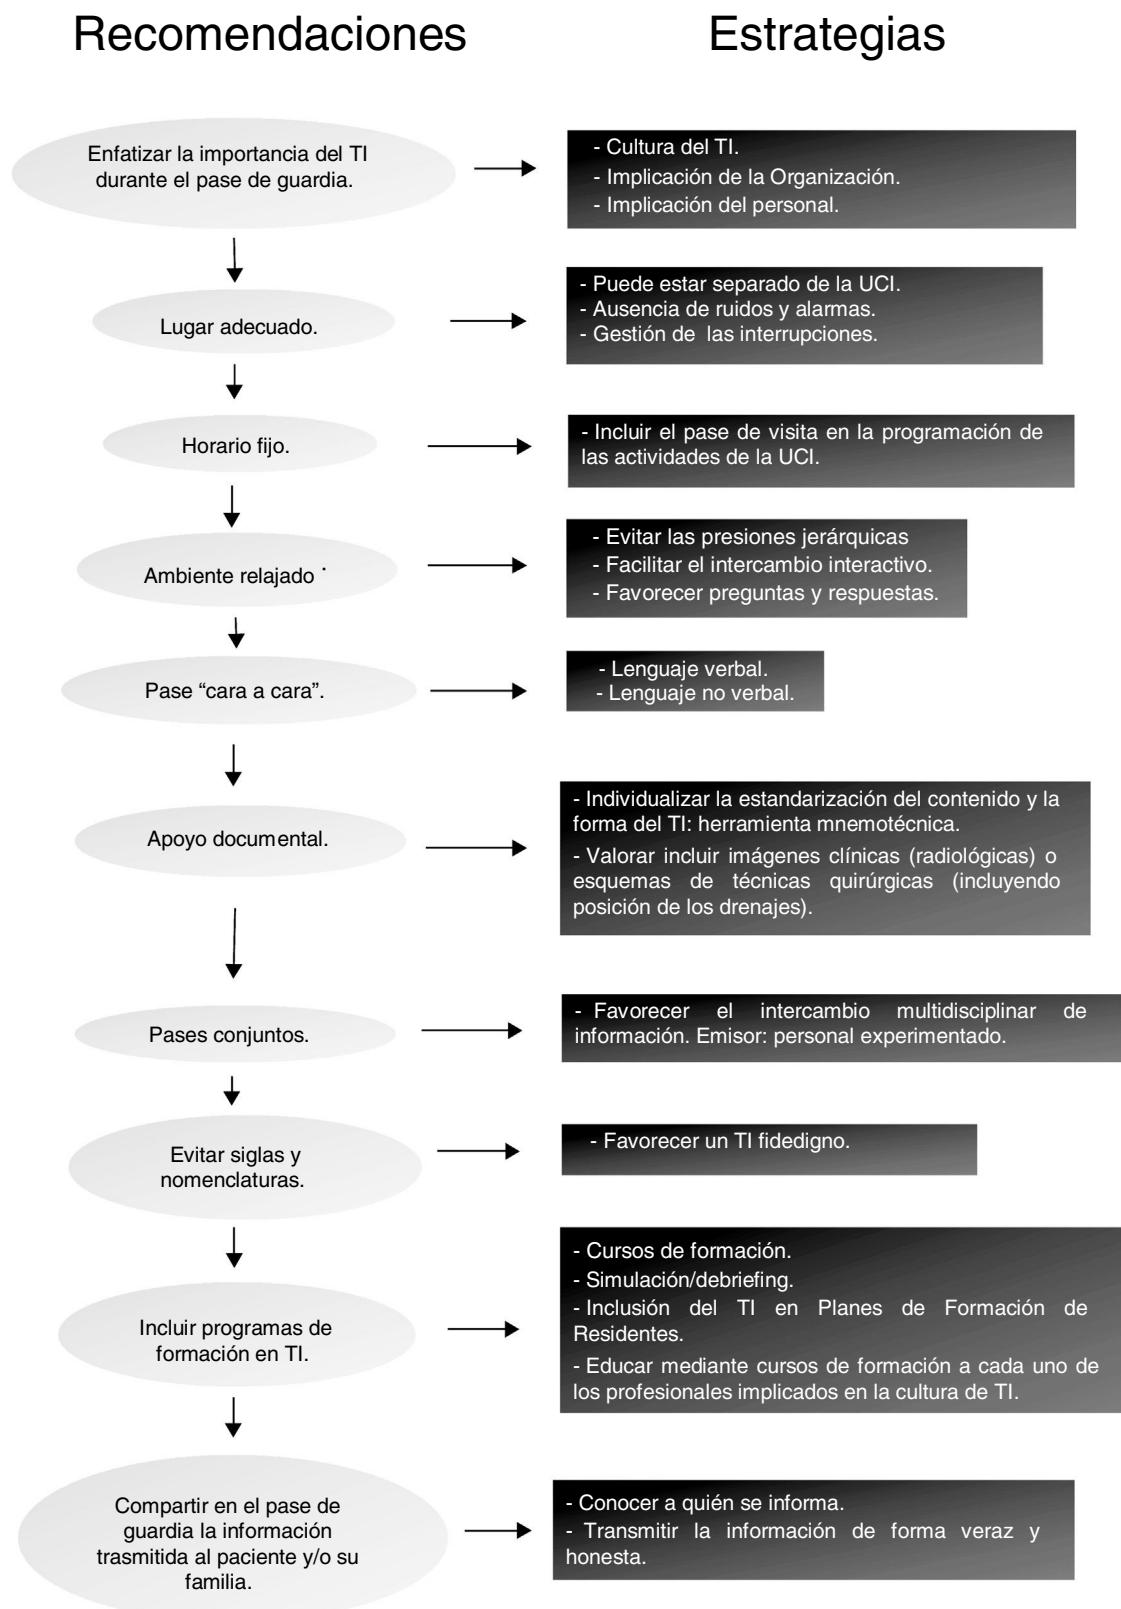 Recomendaciones
Estrategias
Enfatizar la importancia del TI
durante el pase de guardia.
- Cultura del TI.
- Implicación de la Organización.
- Implicación del personal.
Lugar adecuado.
- Puede estar separado de la UCI.
- Ausencia de ruidos y alarmas.
- Gestión de las interrupciones.
Horario fijo.
- Incluir el pase de visita en la programación de
las actividades de la UCI.
Ambiente relajado .
- Evitar las presiones jerárquicas
- Facilitar el intercambio interactivo.
- Favorecer preguntas y respuestas.
Pase “cara a cara”.
- Lenguaje verbal.
- Lenguaje no verbal.
Apoyo documental.
- Individualizar la estandarización del contenido y la
forma del TI: herramienta mnemotécnica.
- Valorar incluir imágenes clínicas (radiológicas) o
esquemas de técnicas quirúrgicas (incluyendo
posición de los drenajes).
Pases conjuntos.
- Favorecer el intercambio multidisciplinar de
información. Emisor: personal experimentado.
Evitar siglas y
nomenclaturas.
- Favorecer un TI fidedigno.
Incluir programas de
formación en TI.
- Cursos de formación.
- Simulación/debriefing.
- Inclusión del TI en Planes de Formación de
Residentes.
- Educar mediante cursos de formación a cada uno de
los profesionales implicados en la cultura de TI.
Compartir en el pase de
guardia la información
trasmitida al paciente y/o su
familia.
- Conocer a quién se informa.
- Transmitir la información de forma veraz y
honesta.